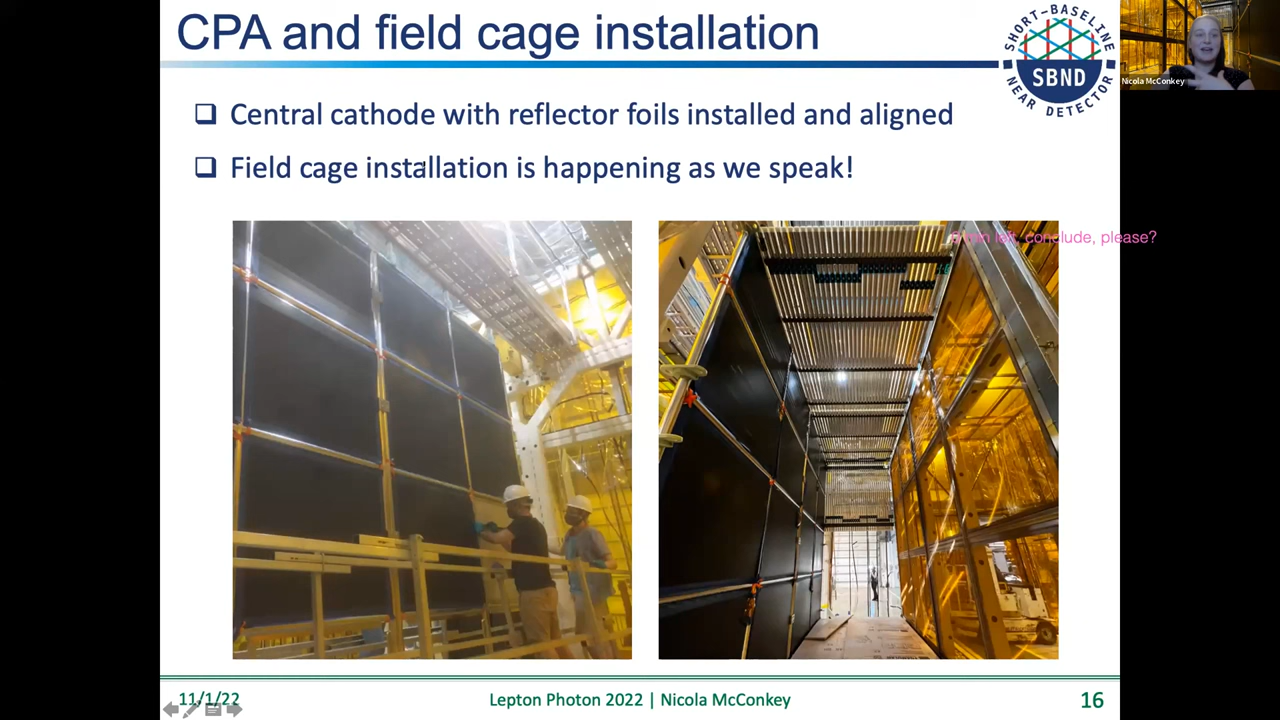 CPA and field cage installation
SHORT-BASELINE
SBND
NEAR DETECTOR
Nicola McConkey
Central cathode with reflector foils installed and aligned
Field cage installation is happening as we speak!
min left, conclude, please?
11/1/22
Lepton Photon 2022 | Nicola McConkey
16